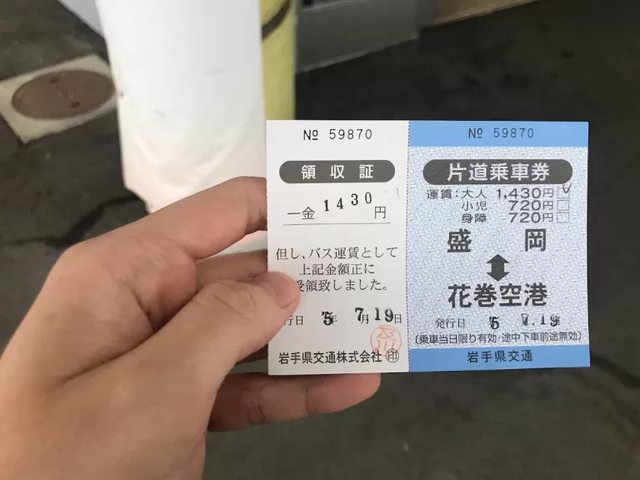 № 59870
領収証
一金 1430 円
但し、バス運賃として
上記金額正に
受領致しました。
発行日 5年 7月19日
岩手県交通株式会社 印
№ 59870
片道乗車券
運賃：大人 1,430円
小児 720円
身障 720円
盛岡
花巻空港
発行日 5. 7.19
〔乗車当日限り有効・途中下車前途無効〕
岩手県交通